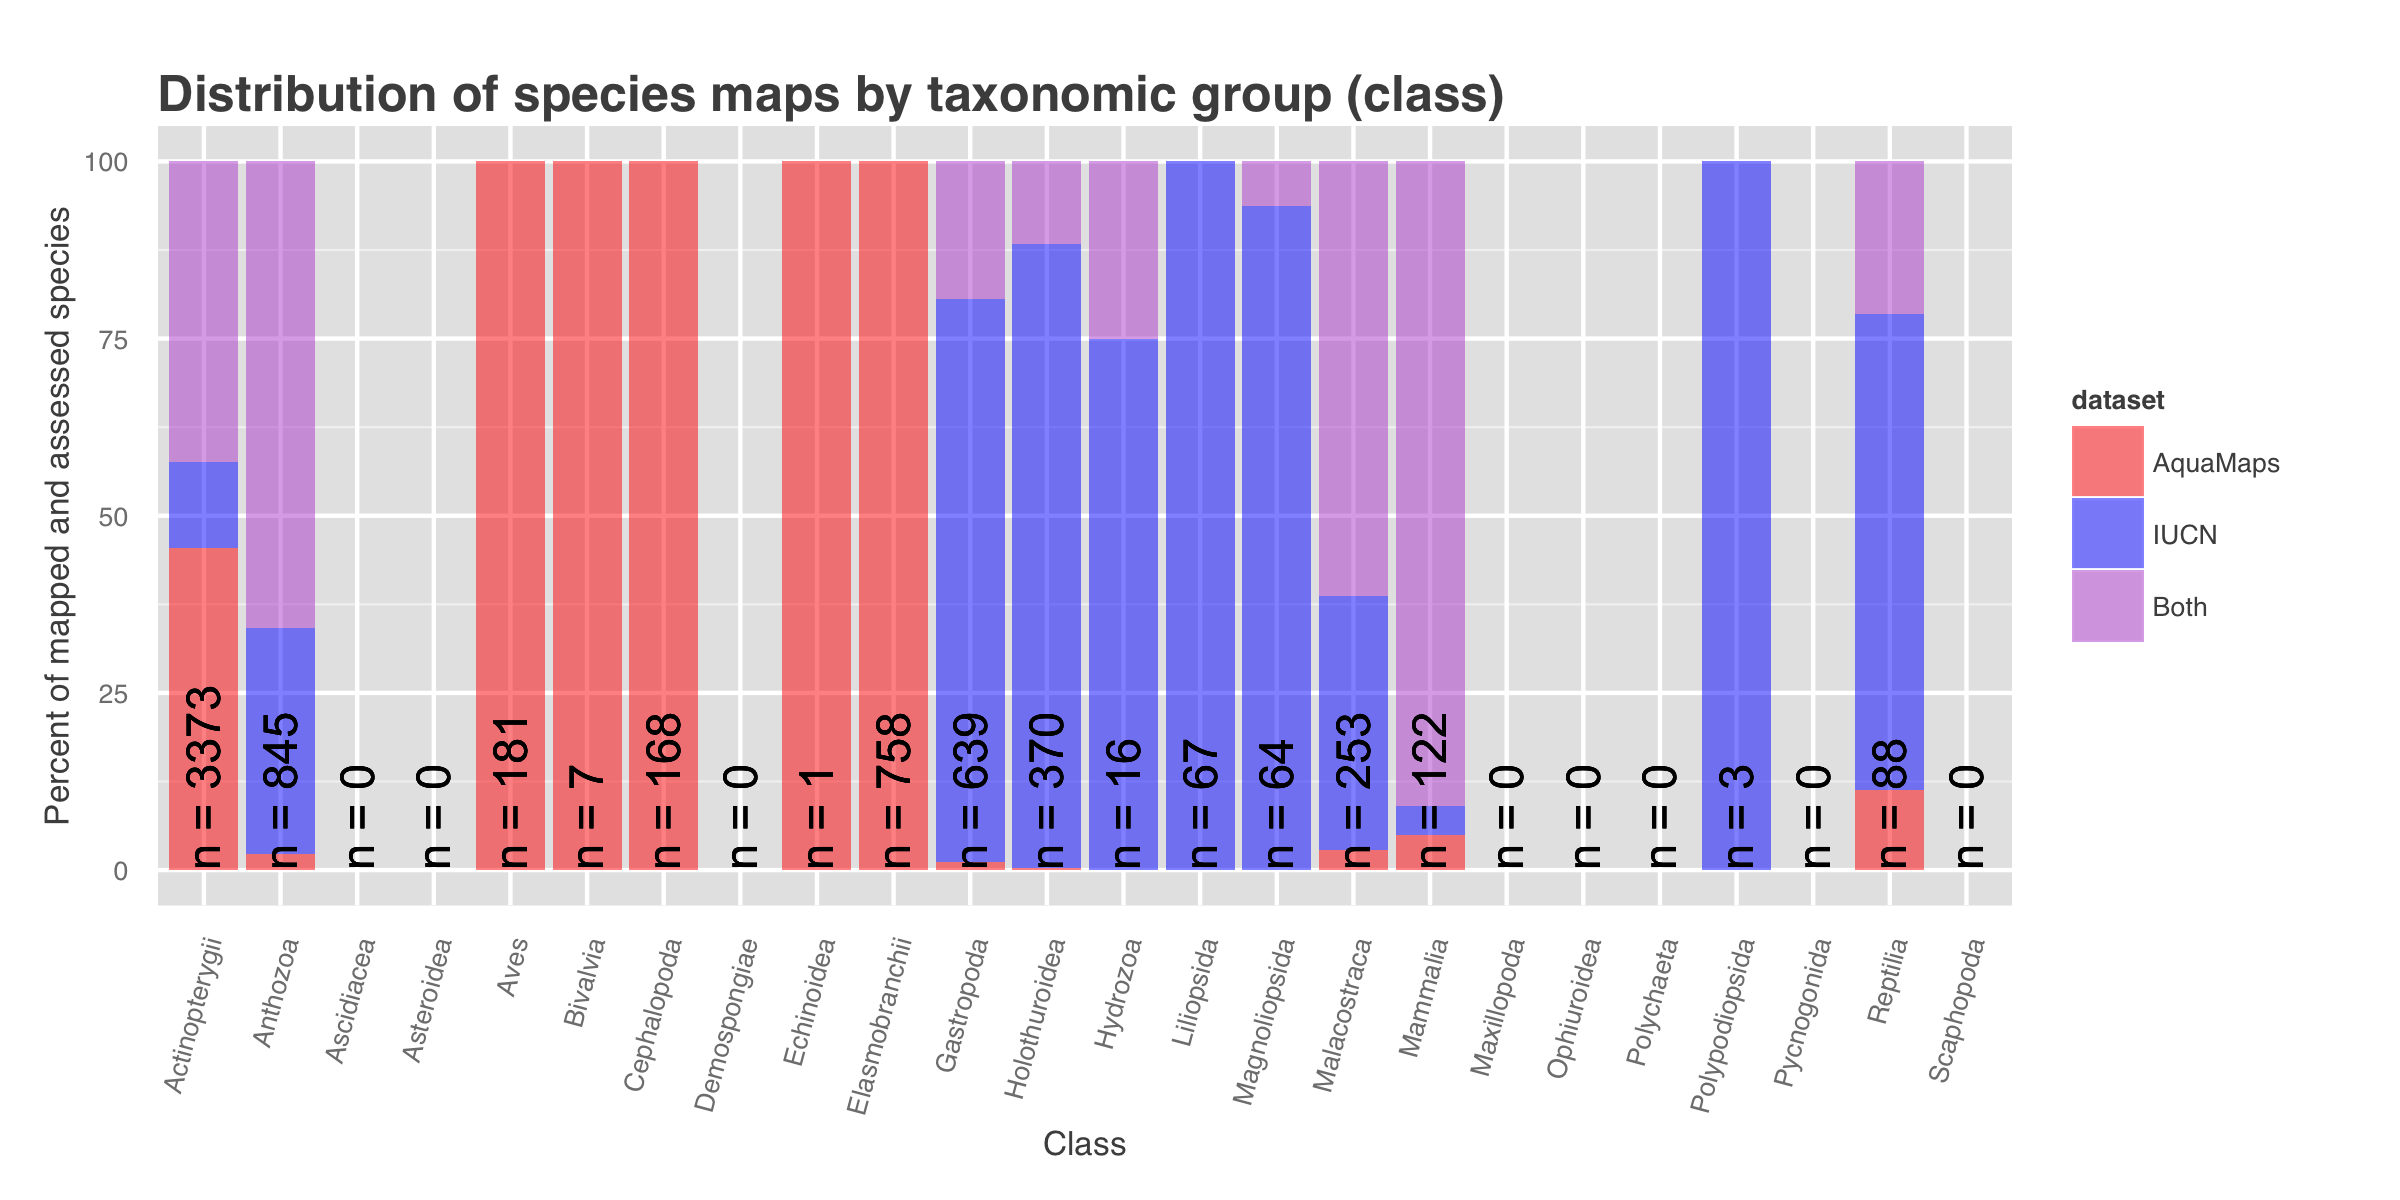 Distribution of species maps by taxonomic group (class)
Percent of mapped and assessed species
100
75
50
25
0
n = 3373
n = 845
n = 0
n = 0
n = 181
n = 7
n = 168
n = 0
n = 1
n = 758
n = 639
n = 370
n = 16
n = 67
n = 64
n = 253
n = 122
n = 0
n = 0
n = 0
n = 3
n = 0
n = 88
n = 0
Actinopterygii
Anthozoa
Ascidiacea
Asteroidea
Aves
Bivalvia
Cephalopoda
Demospongiae
Echinoidea
Elasmobranchii
Gastropoda
Holothuroidea
Hydrozoa
Liliopsida
Magnoliopsida
Malacostraca
Mammalia
Maxillopoda
Ophiuroidea
Polychaeta
Polypodiopsida
Pycnogonida
Reptilia
Scaphopoda
Class
dataset
AquaMaps
IUCN
Both